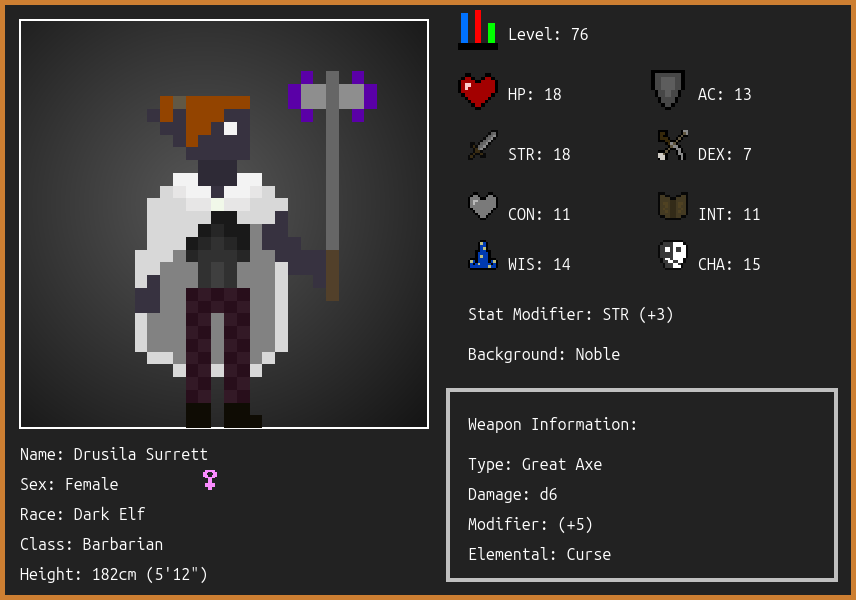 Level: 76
HP: 18
AC: 13
STR: 18
DEX: 7
CON: 11
INT: 11
WIS: 14
CHA: 15
Stat Modifier: STR (+3)
Background: Noble
Weapon Information:
Type: Great Axe
Damage: d6
Modifier: (+5)
Elemental: Curse
Name: Drusila Surrett
Sex: Female
Race: Dark Elf
Class: Barbarian
Height: 182cm (5'12")